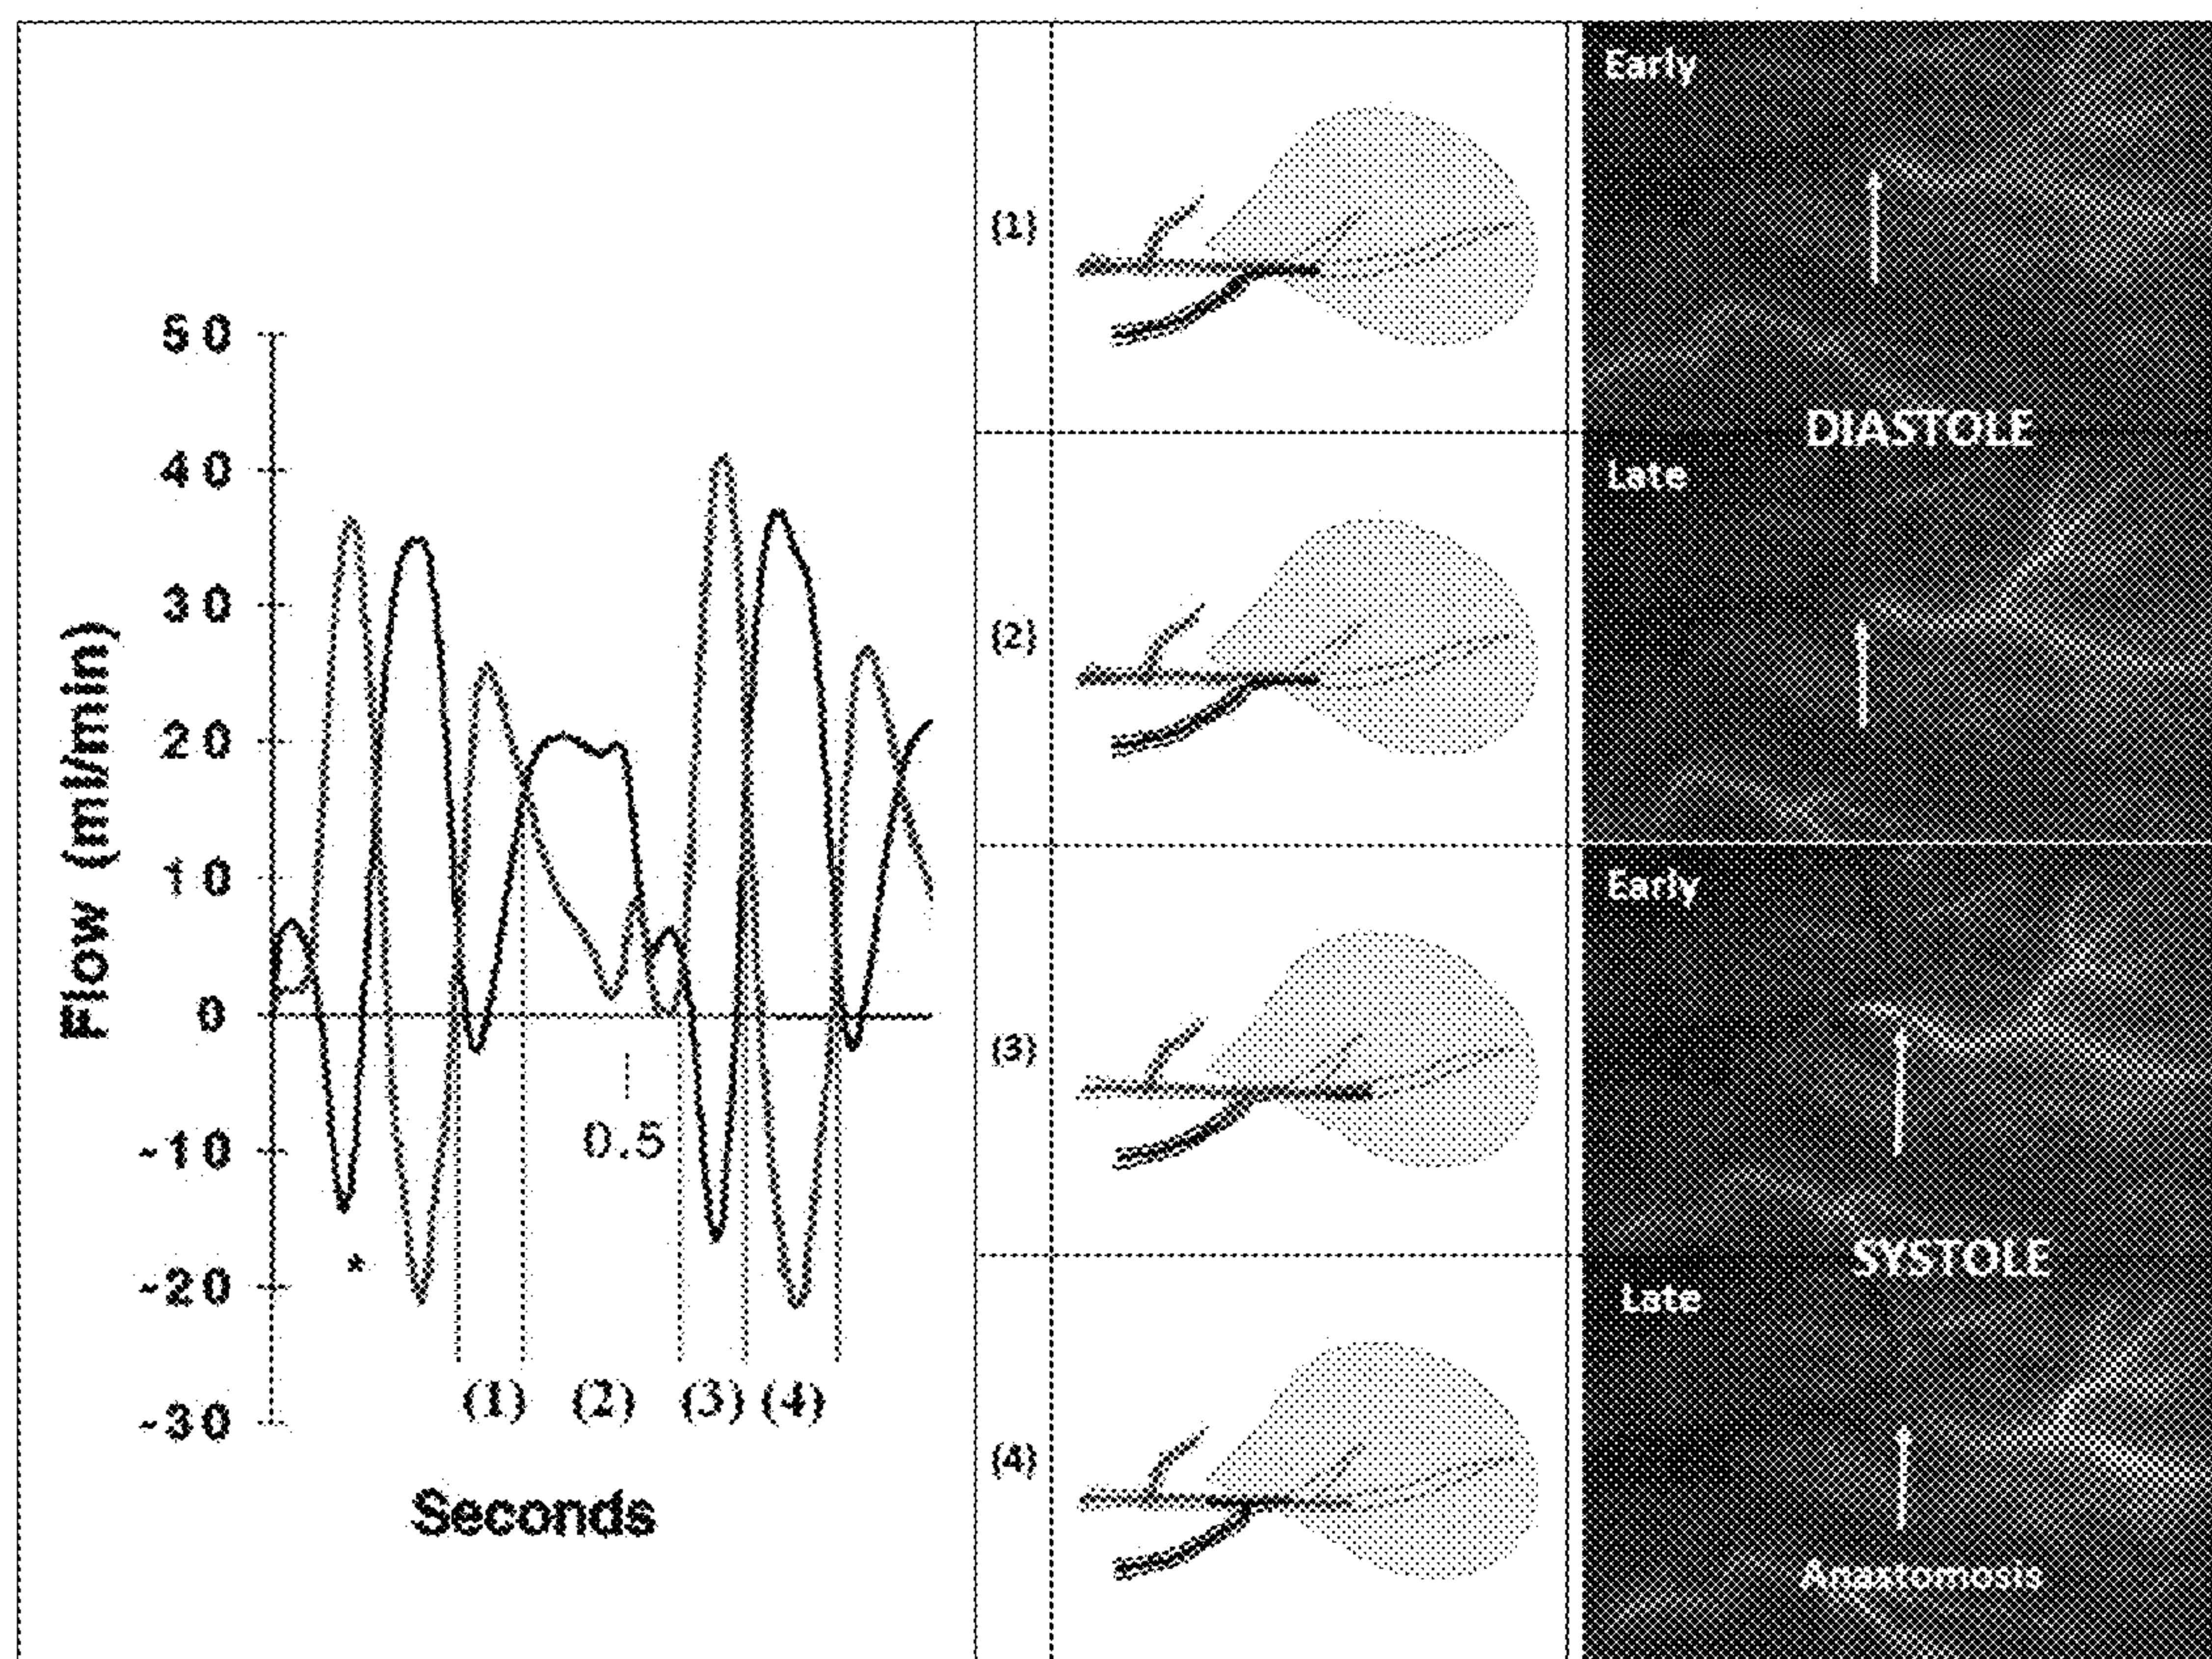 50
40
30
20
10
0
-10
-20
-30
Flow (ml/min)
0.5
*
(1) (2) (3) (4)
Seconds
(1)
(2)
(3)
(4)
Early
DIASTOLE
Late
Early
SYSTOLE
Late
Anaxtomosis